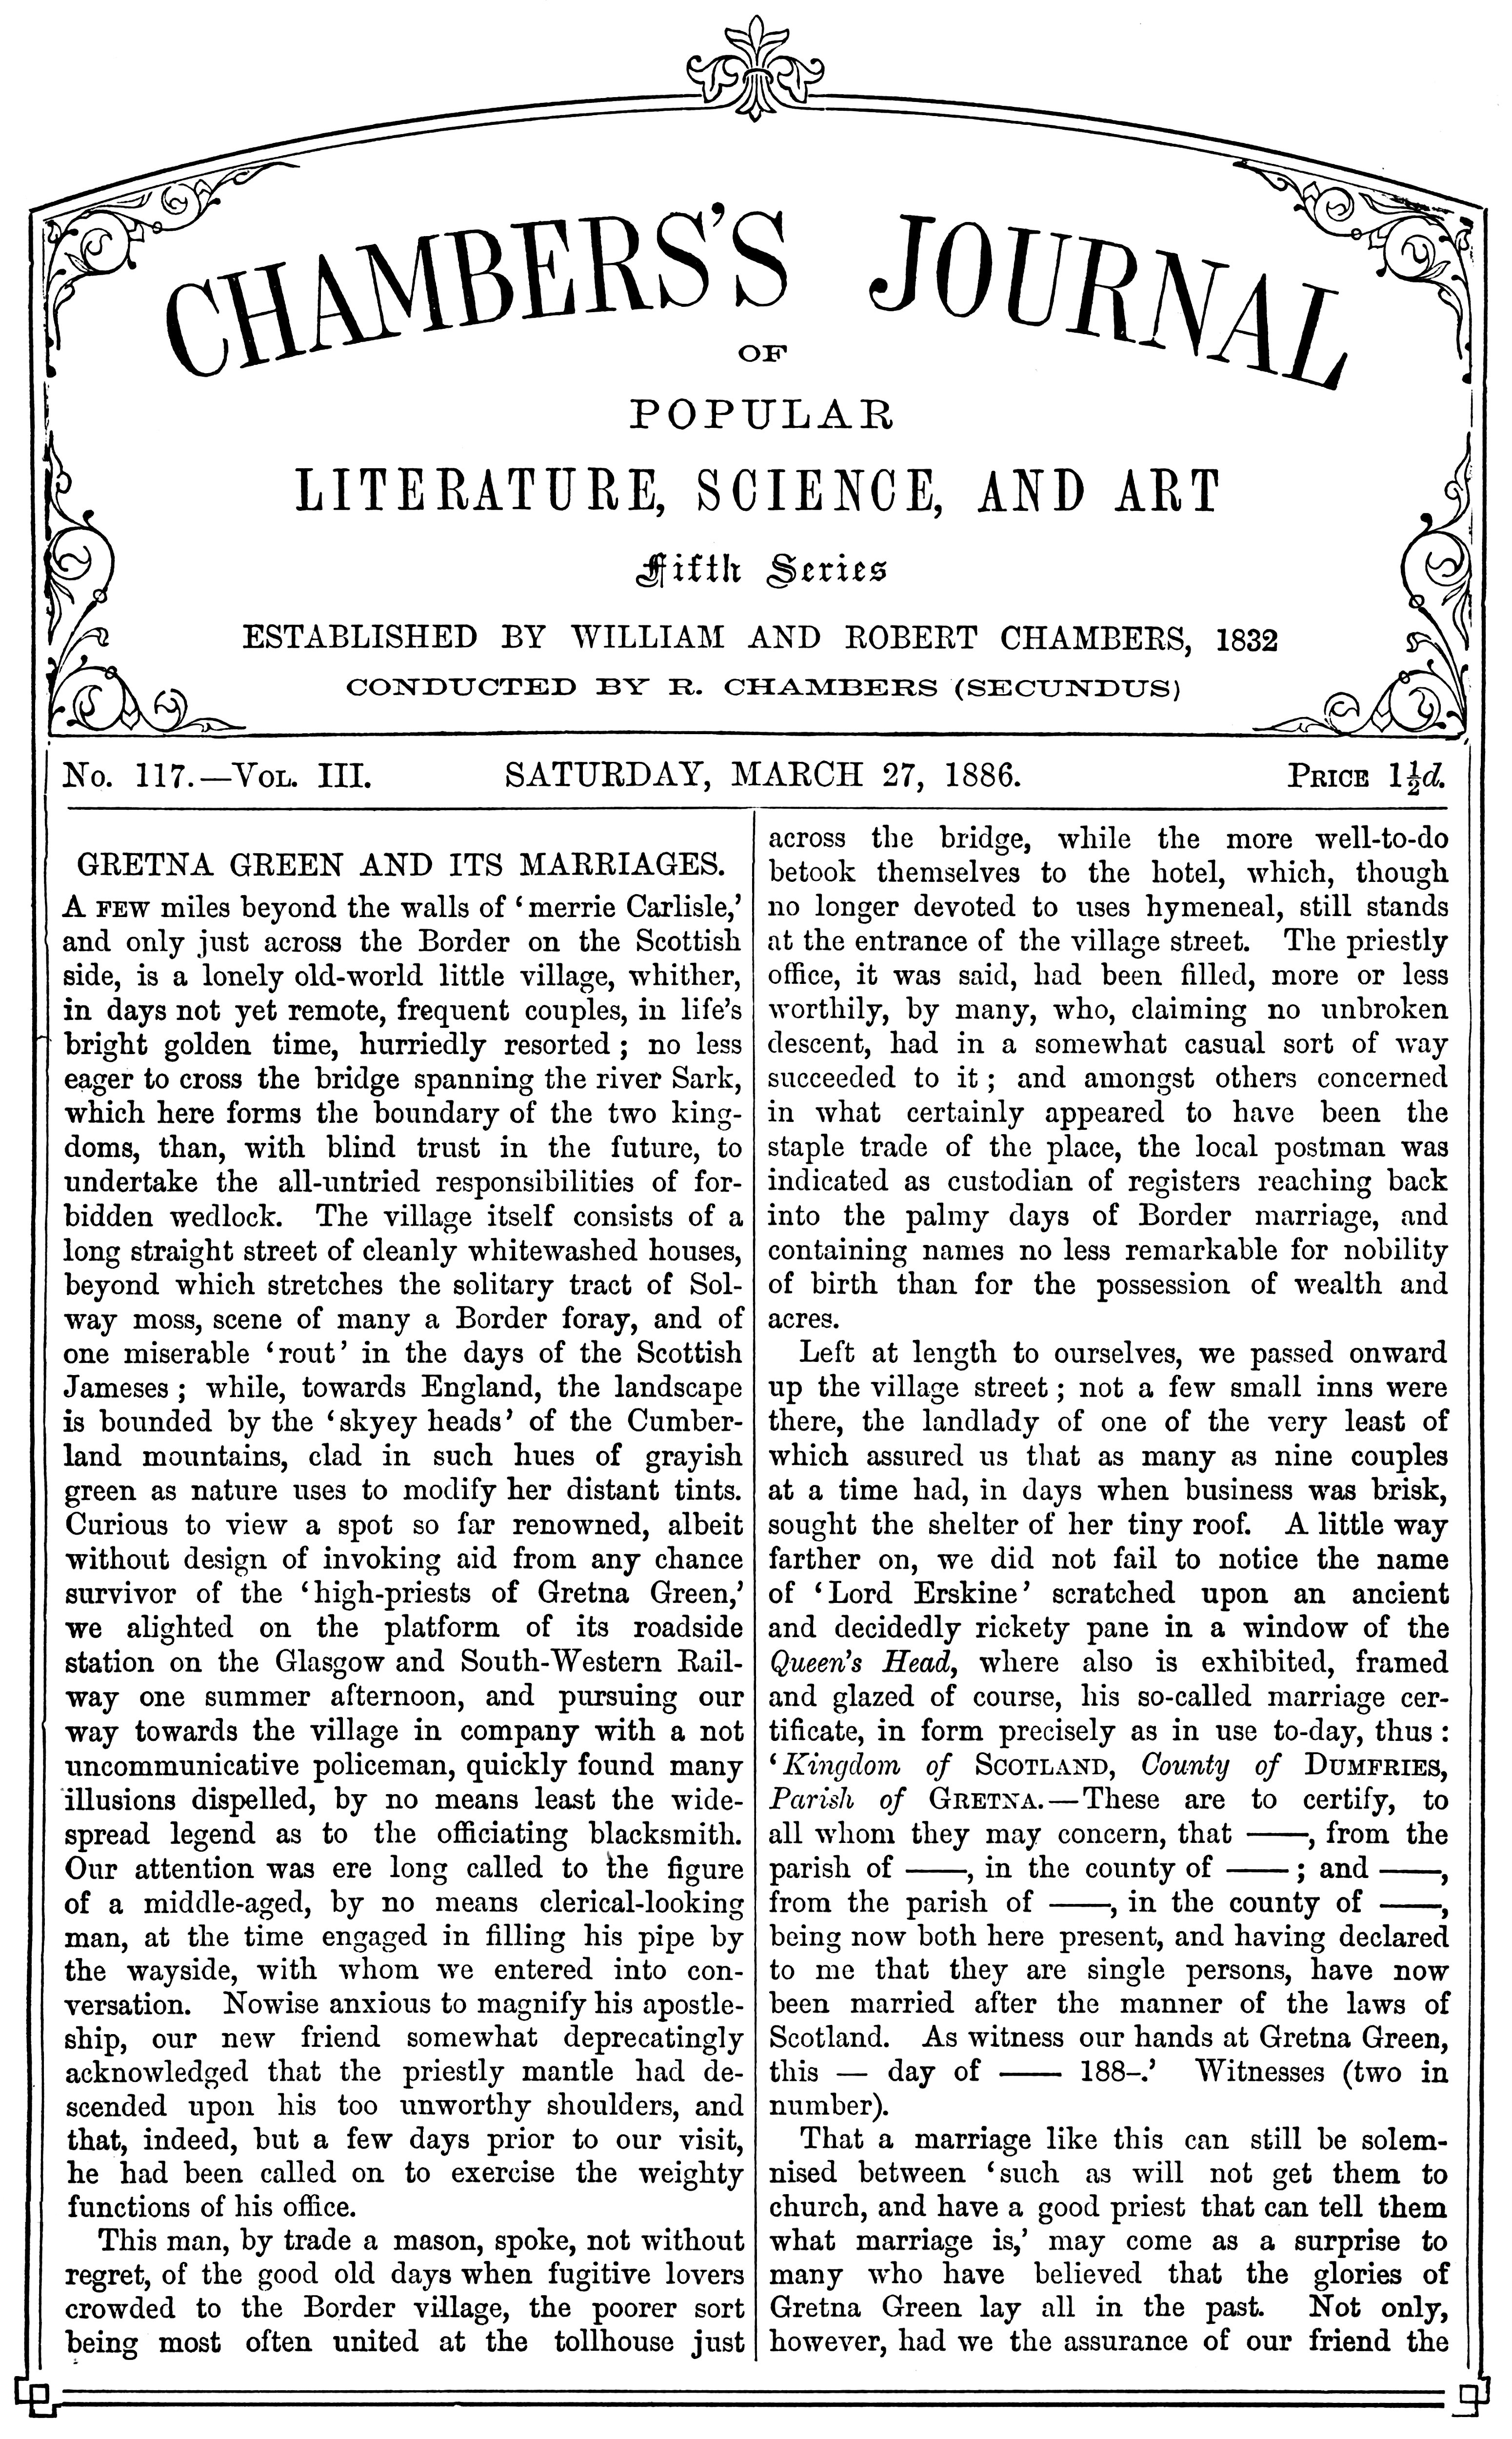 CHAMBERS'S JOURNAL
OF
POPULAR
LITERATURE, SCIENCE, AND ART
Fifth Series
ESTABLISHED BY WILLIAM AND ROBERT CHAMBERS, 1832
CONDUCTED BY R. CHAMBERS (SECUNDUS)
No. 117.—Vol. III. SATURDAY, MARCH 27, 1886. Price 1½d.
GRETNA GREEN AND ITS MARRIAGES.
A FEW miles beyond the walls of ‘merrie Carlisle,’
and only just across the Border on the Scottish
side, is a lonely old-world little village, whither,
in days not yet remote, frequent couples, in life's
bright golden time, hurriedly resorted; no less
eager to cross the bridge spanning the river Sark,
which here forms the boundary of the two king-
doms, than, with blind trust in the future, to
undertake the all-untried responsibilities of for-
bidden wedlock. The village itself consists of a
long straight street of cleanly whitewashed houses,
beyond which stretches the solitary tract of Sol-
way moss, scene of many a Border foray, and of
one miserable ‘rout’ in the days of the Scottish
Jameses; while, towards England, the landscape
is bounded by the ‘skyey heads’ of the Cumber-
land mountains, clad in such hues of grayish
green as nature uses to modify her distant tints.
Curious to view a spot so far renowned, albeit
without design of invoking aid from any chance
survivor of the ‘high-priests of Gretna Green,’
we alighted on the platform of its roadside
station on the Glasgow and South-Western Rail-
way one summer afternoon, and pursuing our
way towards the village in company with a not
uncommunicative policeman, quickly found many
illusions dispelled, by no means least the wide-
spread legend as to the officiating blacksmith.
Our attention was ere long called to the figure
of a middle-aged, by no means clerical-looking
man, at the time engaged in filling his pipe by
the wayside, with whom we entered into con-
versation. Nowise anxious to magnify his apostle-
ship, our new friend somewhat deprecatingly
acknowledged that the priestly mantle had de-
scended upon his too unworthy shoulders, and
that, indeed, but a few days prior to our visit,
he had been called on to exercise the weighty
functions of his office.
This man, by trade a mason, spoke, not without
regret, of the good old days when fugitive lovers
crowded to the Border village, the poorer sort
being most often united at the tollhouse just
across the bridge, while the more well-to-do
betook themselves to the hotel, which, though
no longer devoted to uses hymeneal, still stands
at the entrance of the village street. The priestly
office, it was said, had been filled, more or less
worthily, by many, who, claiming no unbroken
descent, had in a somewhat casual sort of way
succeeded to it; and amongst others concerned
in what certainly appeared to have been the
staple trade of the place, the local postman was
indicated as custodian of registers reaching back
into the palmy days of Border marriage, and
containing names no less remarkable for nobility
of birth than for the possession of wealth and
acres.
Left at length to ourselves, we passed onward
up the village street; not a few small inns were
there, the landlady of one of the very least of
which assured us that as many as nine couples
at a time had, in days when business was brisk,
sought the shelter of her tiny roof. A little way
farther on, we did not fail to notice the name
of ‘Lord Erskine’ scratched upon an ancient
and decidedly rickety pane in a window of the
Queen's Head, where also is exhibited, framed
and glazed of course, his so-called marriage cer-
tificate, in form precisely as in use to-day, thus:
‘Kingdom of SCOTLAND, County of DUMFRIES,
Parish of GRETNA.—These are to certify, to
all whom they may concern, that ——, from the
parish of ——, in the county of ——; and ——,
from the parish of ——, in the county of ——,
being now both here present, and having declared
to me that they are single persons, have now
been married after the manner of the laws of
Scotland. As witness our hands at Gretna Green,
this — day of —— 188–.’ Witnesses (two in
number).
That a marriage like this can still be solem-
nised between ‘such as will not get them to
church, and have a good priest that can tell them
what marriage is,’ may come as a surprise to
many who have believed that the glories of
Gretna Green lay all in the past. Not only,
however, had we the assurance of our friend the